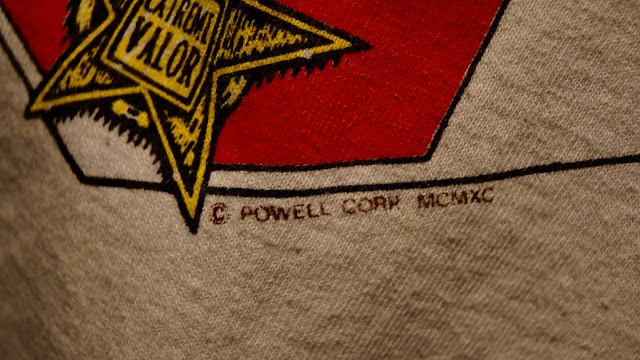 EXTREME
VALOR
© POWELL CORP. MCMXC